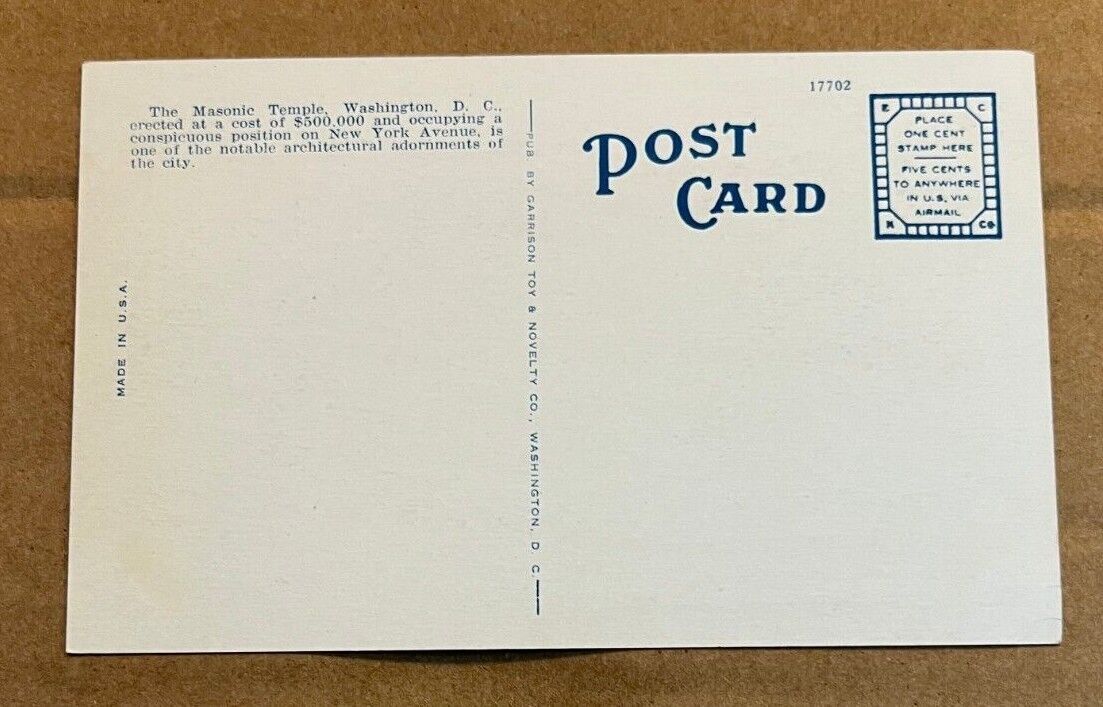 The Masonic Temple, Washington, D. C.,
erected at a cost of $500,000 and occupying a
conspicuous position on New York Avenue, is
one of the notable architectural adornments of
the city.
MADE IN U.S.A.
PUB. BY GARRISON TOY & NOVELTY CO., WASHINGTON, D. C.
17702
POST
CARD
E C
PLACE
ONE CENT
STAMP HERE
FIVE CENTS
TO ANYWHERE
IN U.S. VIA
AIRMAIL
K Co